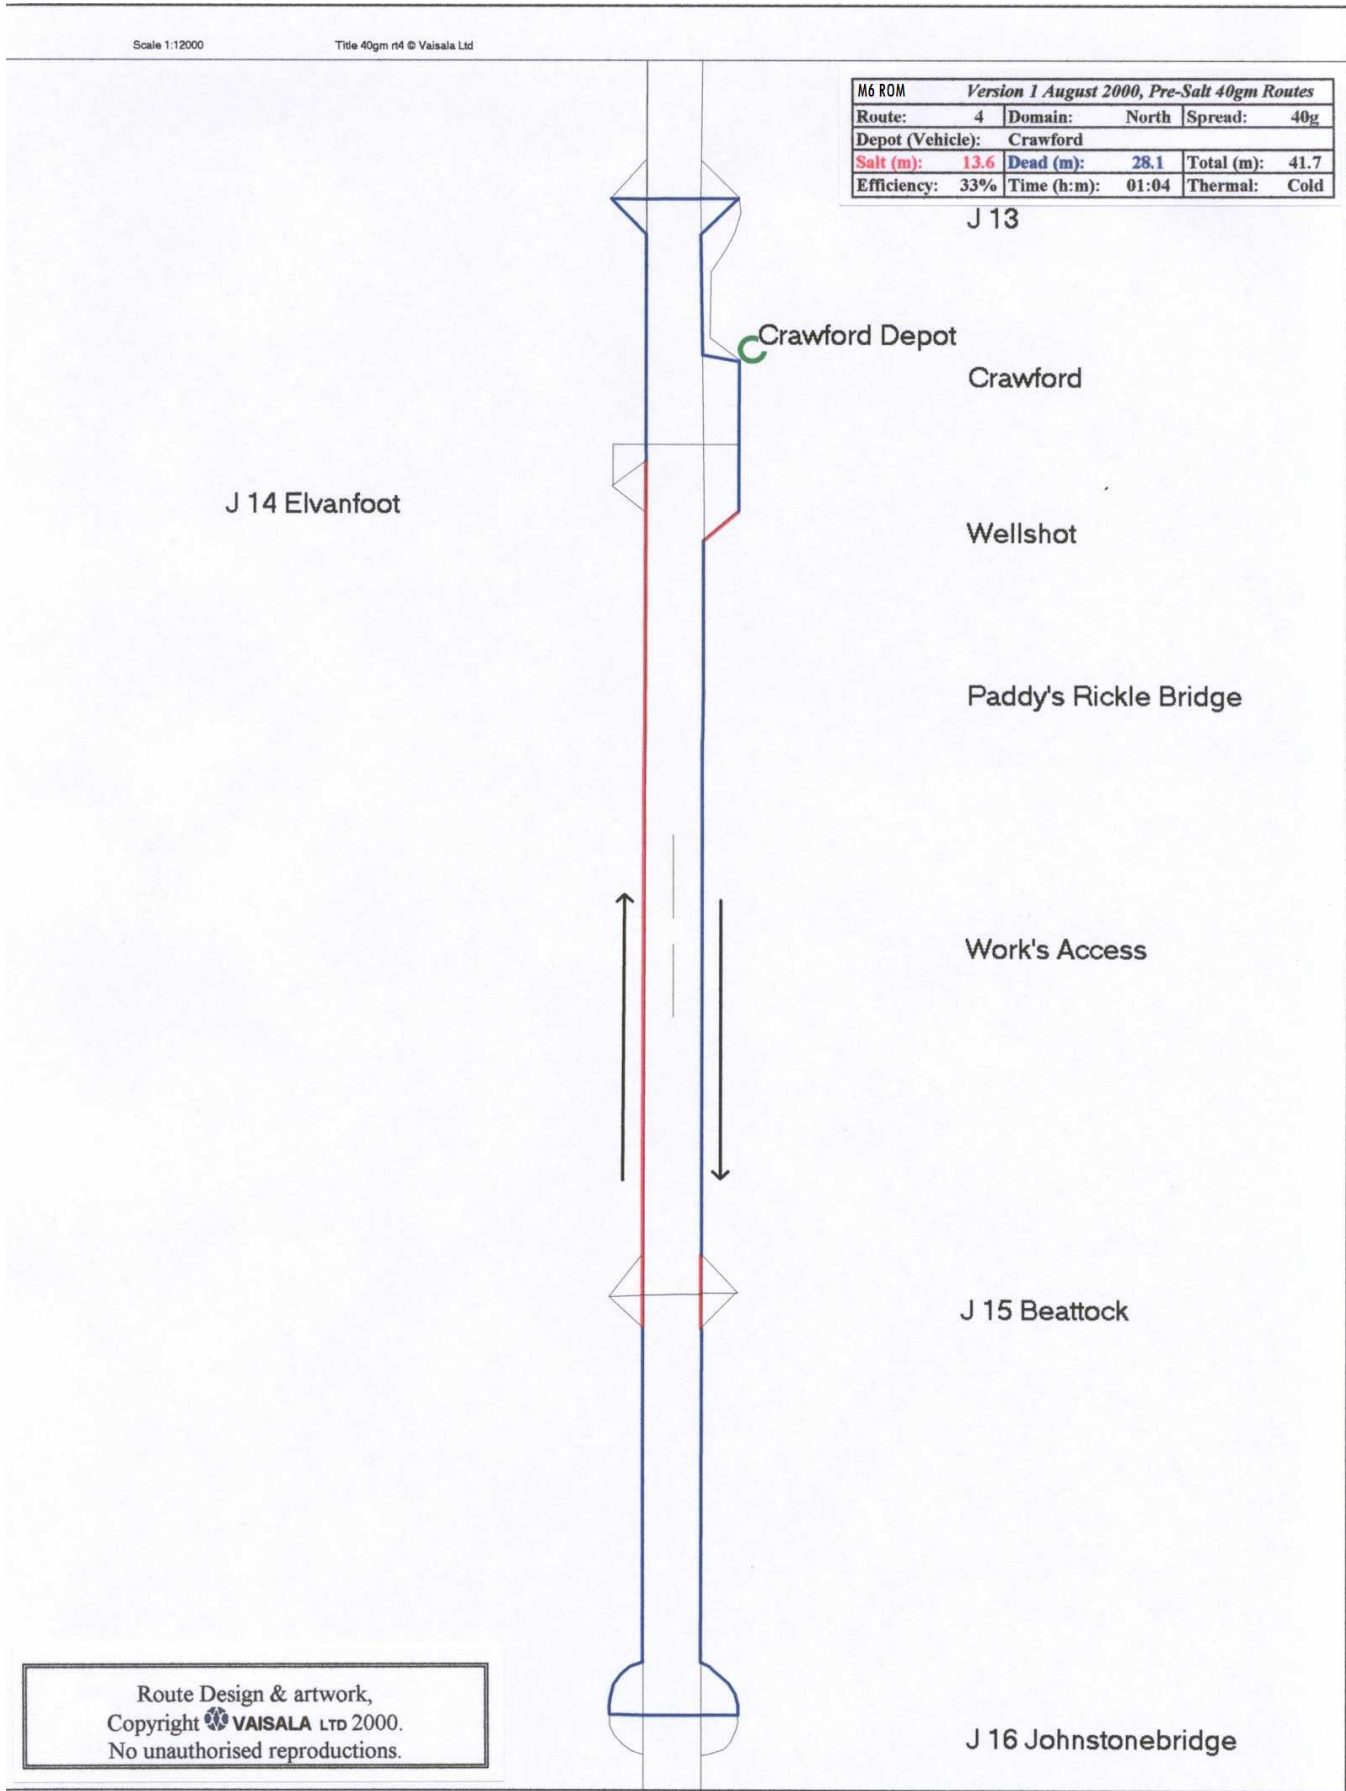 Scale 1:12000 Title 40gm rt4 © Vaisala Ltd
M6 ROM Version 1 August 2000, Pre-Salt 40gm Routes
Route: 4 Domain: North Spread: 40g
Depot (Vehicle): Crawford
Salt (m): 13.6 Dead (m): 28.1 Total (m): 41.7
Efficiency: 33% Time (h:m): 01:04 Thermal: Cold
J 13
Crawford Depot
Crawford
J 14 Elvanfoot
Wellshot
Paddy's Rickle Bridge
Work's Access
J 15 Beattock
Route Design & artwork,
Copyright VAISALA LTD 2000.
No unauthorised reproductions.
J 16 Johnstonebridge